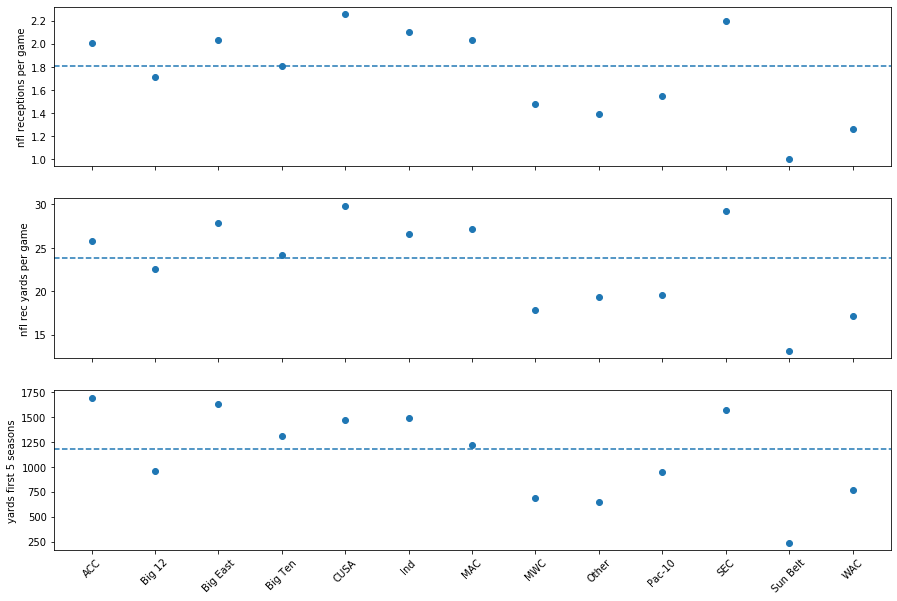 nfl receptions per game
2.2
2.0
1.8
1.6
1.4
1.2
1.0
nfl rec yards per game
30
25
20
15
yards first 5 seasons
1750
1500
1250
1000
750
500
250
ACC
Big 12
Big East
Big Ten
CUSA
Ind
MAC
MWC
Other
Pac-10
SEC
Sun Belt
WAC